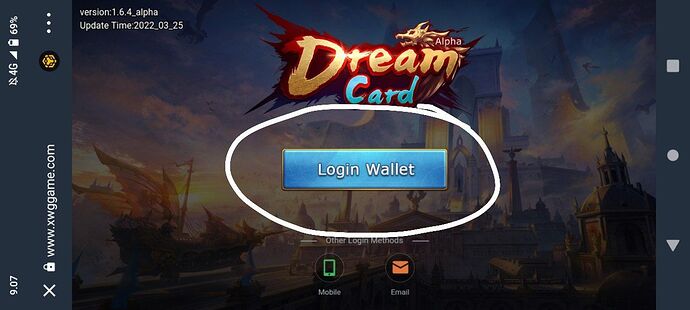 version:1.6.4_alpha
Update Time:2022_03_25
Alpha
Dream
Card
Login Wallet
Other Login Methods
Mobile
Email
69%
4G
www.xwggame.com
9.07